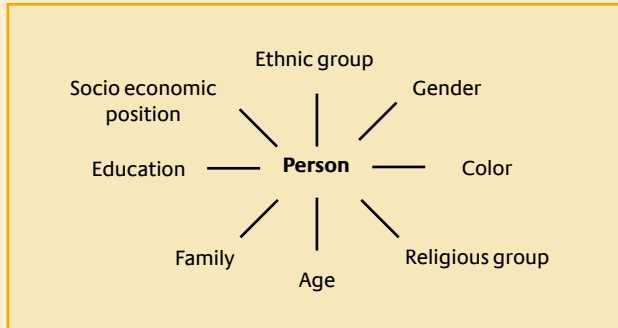 Ethnic group
Socio economic
position
Gender
Education
Person
Color
Family
Age
Religious group